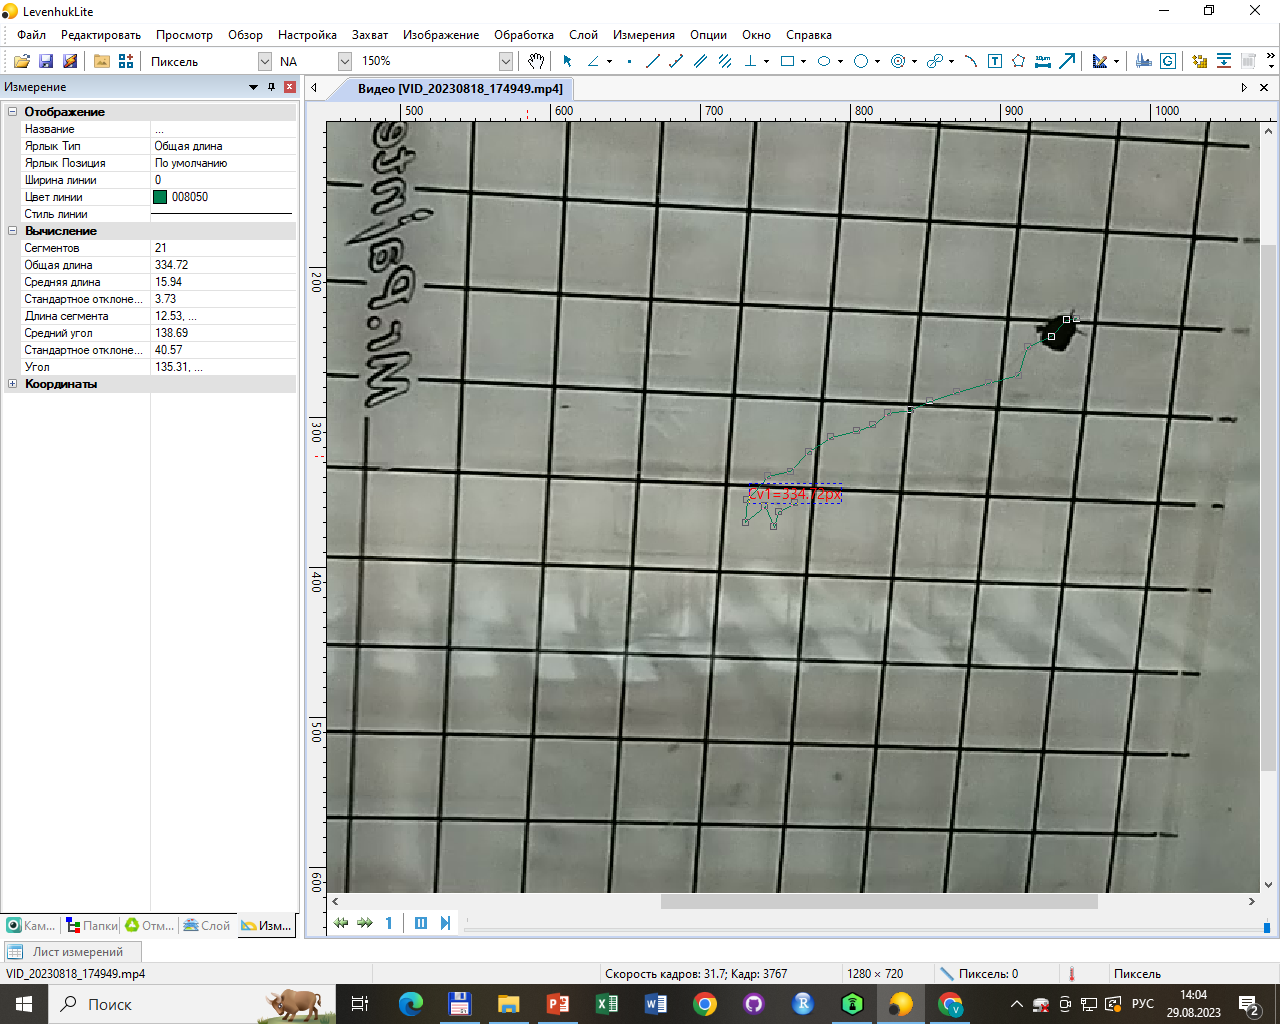 LevenhukLite
Файл Редактировать Просмотр Обзор Настройка Захват Изображение Обработка Слой Измерения Опции Окно Справка
Пиксель NA 150%
Измерение
Видео [VID_20230818_174949.mp4]
500 600 700 800 900 1000
Отображение
Название ...
Ярлык Тип Общая длина
Ярлык Позиция По умолчанию
Ширина линии 0
Цвет линии 008050
Стиль линии
Вычисление
Сегментов 21
Общая длина 334.72
Средняя длина 15.94
Стандартное отклоне... 3.73
Длина сегмента 12.53, ...
Средний угол 138.69
Стандартное отклоне... 40.57
Угол 135.31, ...
Координаты
200
300
400
500
600
Cv1=334.72px
1
Кам... Папки Отм... Слой Изм...
Лист измерений
VID_20230818_174949.mp4 Скорость кадров: 31.7; Кадр: 3767 1280 × 720 Пиксель: 0 Пиксель
Поиск
РУС
14:04
29.08.2023
2